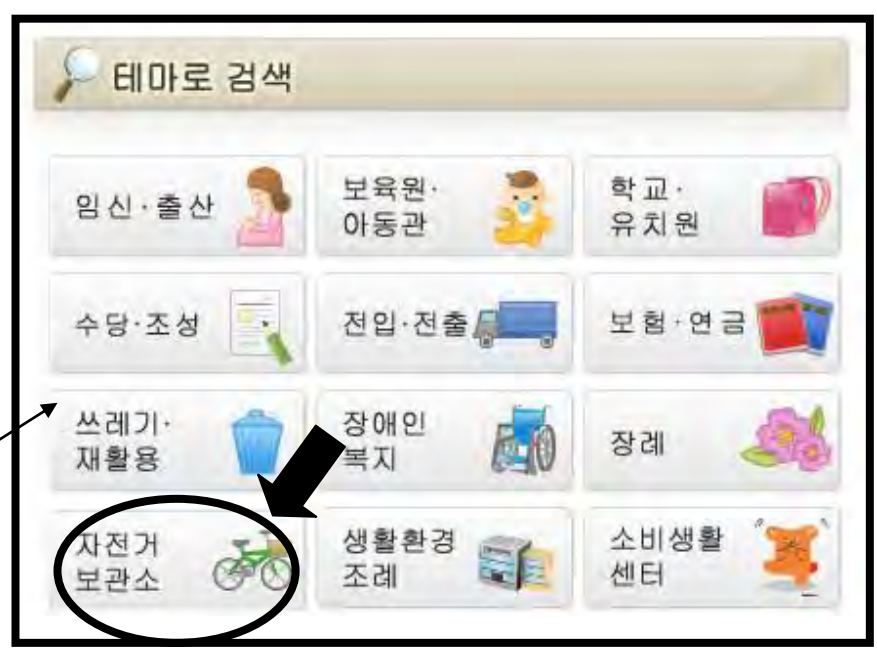 테마로 검색
임신·출산
보육원·
아동관
학교·
유치원
수당·조성
전입·전출
보험·연금
쓰레기·
재활용
장애인
복지
장례
자전거
보관소
생활환경
조례
소비생활
센터